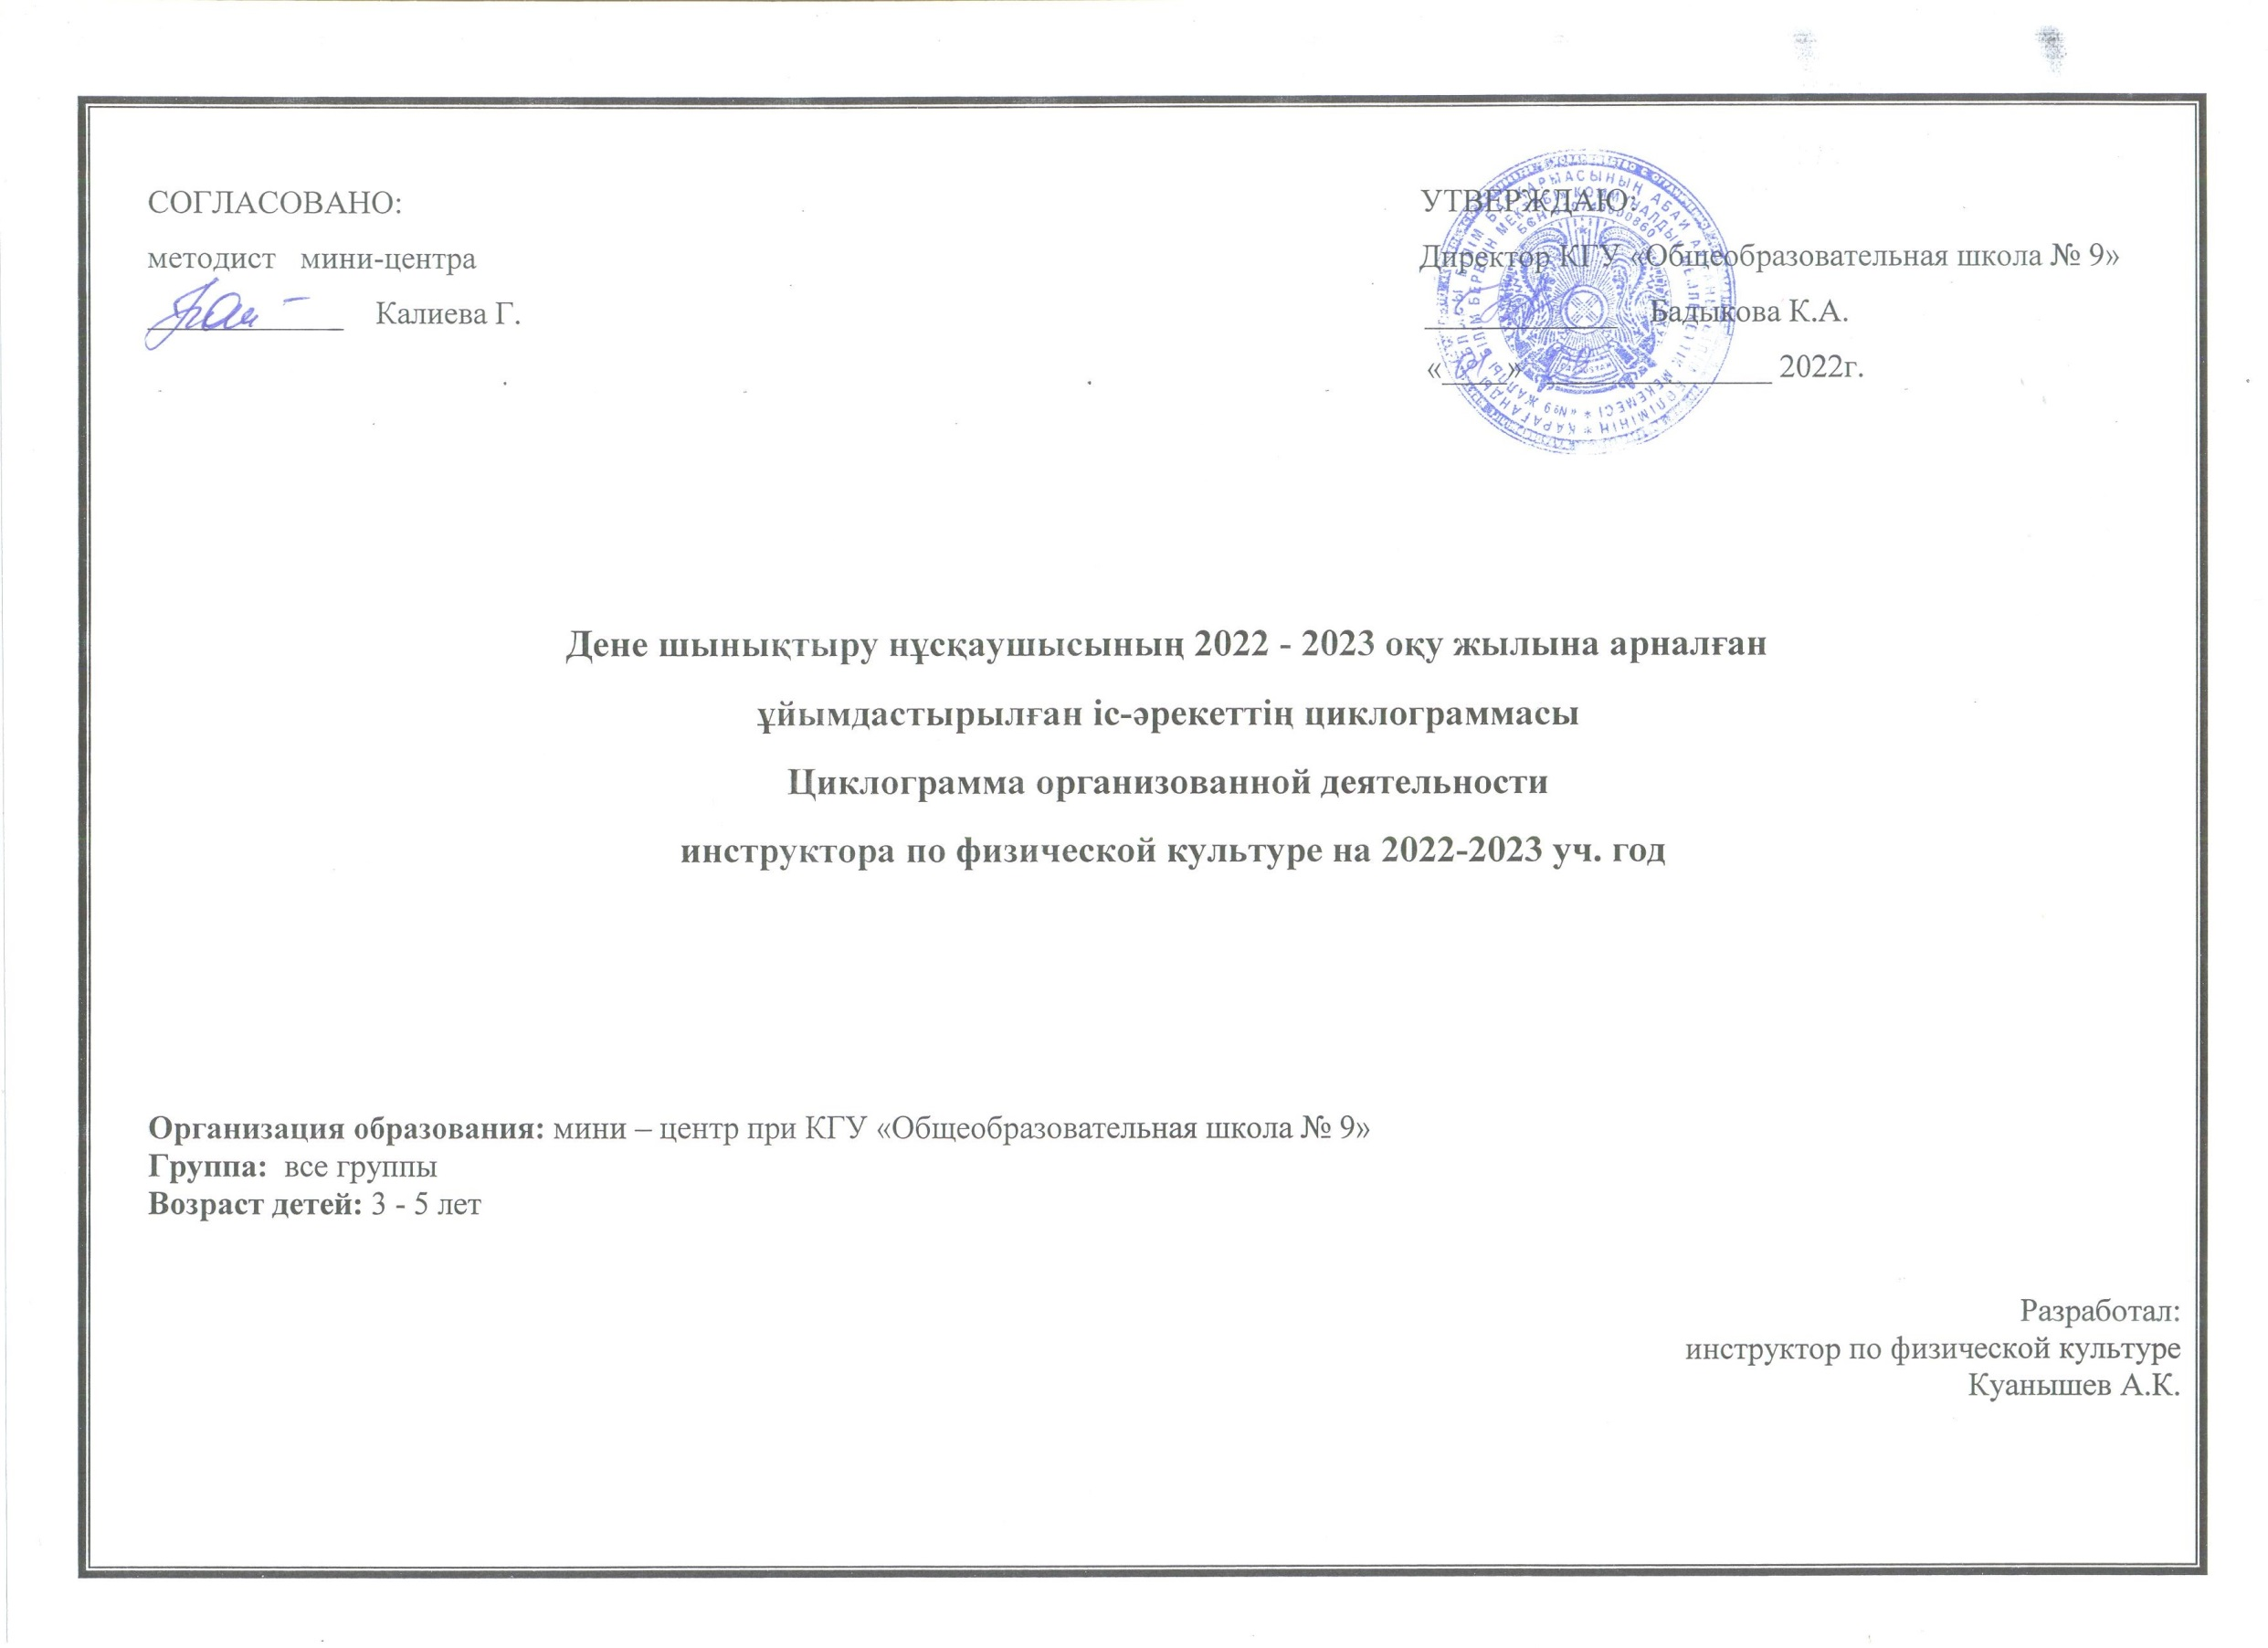 СОГЛАСОВАНО:
методист мини-центра
Калиева Г.
УТВЕРЖДАЮ:
Директор КГУ «Общеобразовательная школа № 9»
Бадыкова К.А.
«____» ______________ 2022г.
Дене шынықтыру нұсқаушысының 2022 - 2023 оқу жылына арналған
ұйымдастырылған іс-әрекеттің циклограммасы
Циклограмма организованной деятельности
инструктора по физической культуре на 2022-2023 уч. год
Организация образования: мини – центр при КГУ «Общеобразовательная школа № 9»
Группа: все группы
Возраст детей: 3 - 5 лет
Разработал:
инструктор по физической культуре
Куанышев А.К.